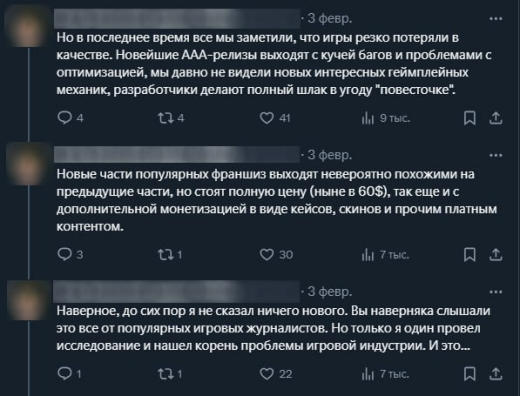 · 3 февр.
Но в последнее время все мы заметили, что игры резко потеряли в
качестве. Новейшие ААА-релизы выходят с кучей багов и проблемами с
оптимизацией, мы давно не видели новых интересных геймплейных
механик, разработчики делают полный шлак в угоду "повесточке".
4 4 41 9 тыс.
· 3 февр.
Новые части популярных франшиз выходят невероятно похожими на
предыдущие части, но стоят полную цену (ныне в 60$), так еще и с
дополнительной монетизацией в виде кейсов, скинов и прочим платным
контентом.
3 1 30 7 тыс.
· 3 февр.
Наверное, до сих пор я не сказал ничего нового. Вы наверняка слышали
это все от популярных игровых журналистов. Но только я один провел
исследование и нашел корень проблемы игровой индустрии. И это...
1 1 22 7 тыс.